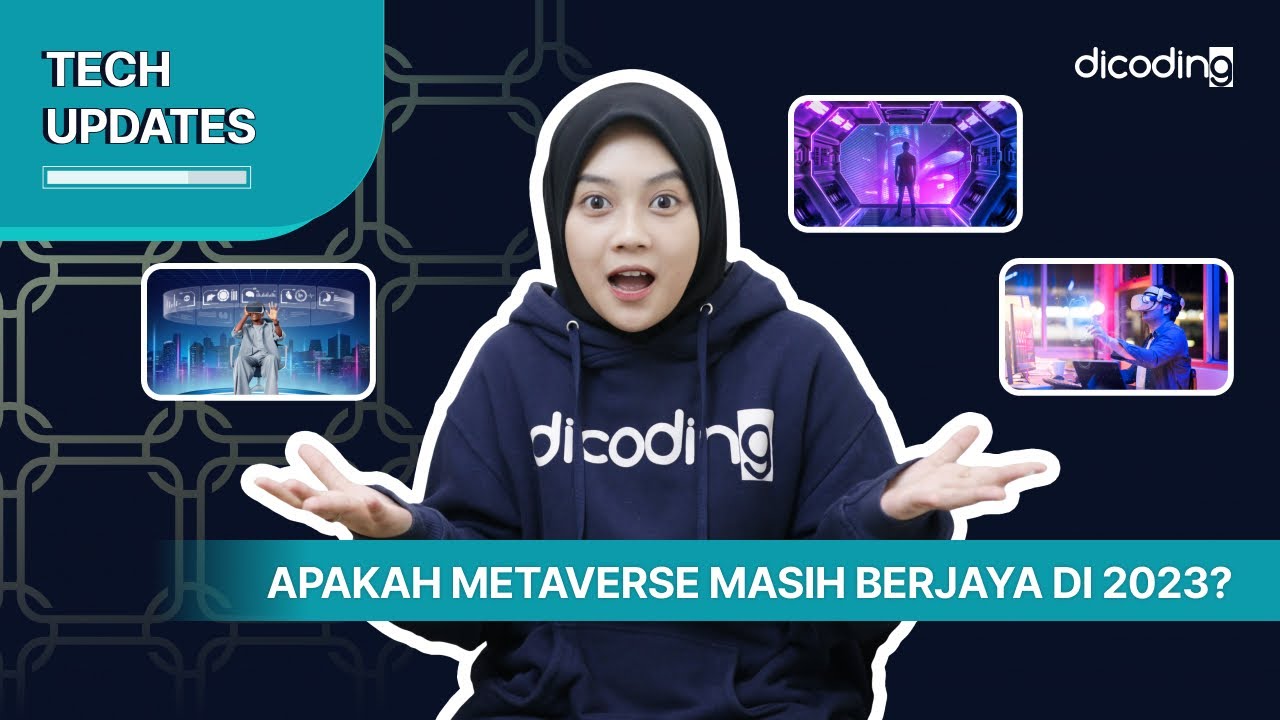 TECH
UPDATES
dicoding
dicoding
APAKAH METAVERSE MASIH BERJAYA DI 2023?